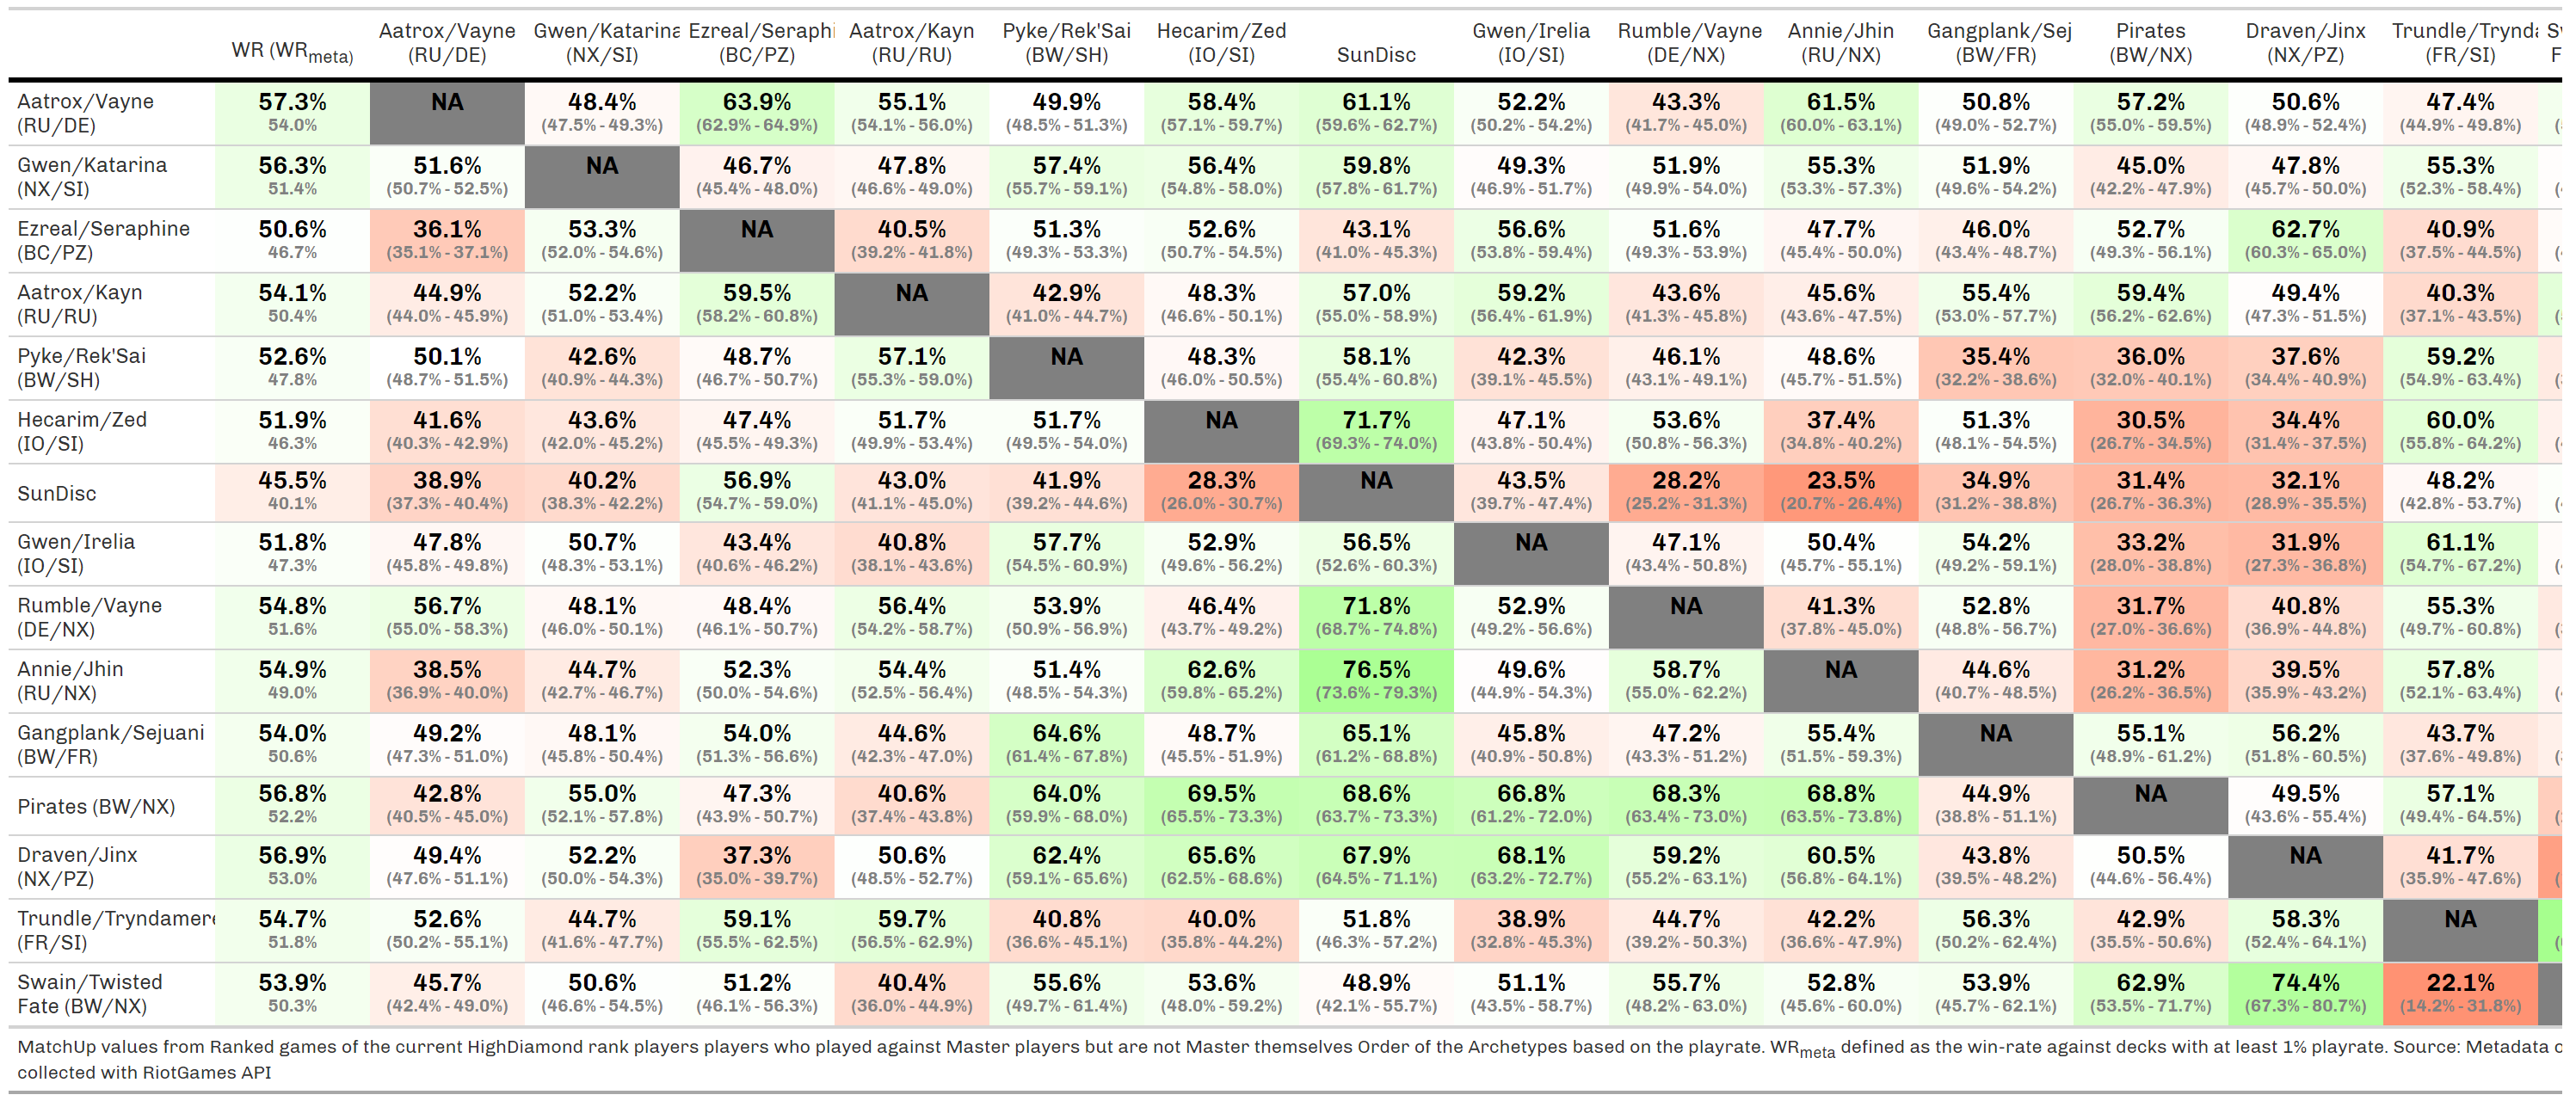 WR (WRmeta) Aatrox/Vayne (RU/DE) Gwen/Katarina (NX/SI) Ezreal/Seraphi (BC/PZ) Aatrox/Kayn (RU/RU) Pyke/Rek'Sai (BW/SH) Hecarim/Zed (IO/SI) SunDisc Gwen/Irelia (IO/SI) Rumble/Vayne (DE/NX) Annie/Jhin (RU/NX) Gangplank/Sej (BW/FR) Pirates (BW/NX) Draven/Jinx (NX/PZ) Trundle/Trynda (FR/SI)
Aatrox/Vayne 57.3% NA 48.4% 63.9% 55.1% 49.9% 58.4% 61.1% 52.2% 43.3% 61.5% 50.8% 57.2% 50.6% 47.4%
(RU/DE) 54.0% (47.5% - 49.3%) (62.9% - 64.9%) (54.1% - 56.0%) (48.5% - 51.3%) (57.1% - 59.7%) (59.6% - 62.7%) (50.2% - 54.2%) (41.7% - 45.0%) (60.0% - 63.1%) (49.0% - 52.7%) (55.0% - 59.5%) (48.9% - 52.4%) (44.9% - 49.8%)
Gwen/Katarina 56.3% 51.6% NA 46.7% 47.8% 57.4% 56.4% 59.8% 49.3% 51.9% 55.3% 51.9% 45.0% 47.8% 55.3%
(NX/SI) 51.4% (50.7% - 52.5%) (45.4% - 48.0%) (46.6% - 49.0%) (55.7% - 59.1%) (54.8% - 58.0%) (57.8% - 61.7%) (46.9% - 51.7%) (49.9% - 54.0%) (53.3% - 57.3%) (49.6% - 54.2%) (42.2% - 47.9%) (45.7% - 50.0%) (52.3% - 58.4%)
Ezreal/Seraphine 50.6% 36.1% 53.3% NA 40.5% 51.3% 52.6% 43.1% 56.6% 51.6% 47.7% 46.0% 52.7% 62.7% 40.9%
(BC/PZ) 46.7% (35.1% - 37.1%) (52.0% - 54.6%) (39.2% - 41.8%) (49.3% - 53.3%) (50.7% - 54.5%) (41.0% - 45.3%) (53.8% - 59.4%) (49.3% - 53.9%) (45.4% - 50.0%) (43.4% - 48.7%) (49.3% - 56.1%) (60.3% - 65.0%) (37.5% - 44.5%)
Aatrox/Kayn 54.1% 44.9% 52.2% 59.5% NA 42.9% 48.3% 57.0% 59.2% 43.6% 45.6% 55.4% 59.4% 49.4% 40.3%
(RU/RU) 50.4% (44.0% - 45.9%) (51.0% - 53.4%) (58.2% - 60.8%) (41.0% - 44.7%) (46.6% - 50.1%) (55.0% - 58.9%) (56.4% - 61.9%) (41.3% - 45.8%) (43.6% - 47.5%) (53.0% - 57.7%) (56.2% - 62.6%) (47.3% - 51.5%) (37.1% - 43.5%)
Pyke/Rek'Sai 52.6% 50.1% 42.6% 48.7% 57.1% NA 48.3% 58.1% 42.3% 46.1% 48.6% 35.4% 36.0% 37.6% 59.2%
(BW/SH) 47.8% (48.7% - 51.5%) (40.9% - 44.3%) (46.7% - 50.7%) (55.3% - 59.0%) (46.0% - 50.5%) (55.4% - 60.8%) (39.1% - 45.5%) (43.1% - 49.1%) (45.7% - 51.5%) (32.2% - 38.6%) (32.0% - 40.1%) (34.4% - 40.9%) (54.9% - 63.4%)
Hecarim/Zed 51.9% 41.6% 43.6% 47.4% 51.7% 51.7% NA 71.7% 47.1% 53.6% 37.4% 51.3% 30.5% 34.4% 60.0%
(IO/SI) 46.3% (40.3% - 42.9%) (42.0% - 45.2%) (45.5% - 49.3%) (49.9% - 53.4%) (49.5% - 54.0%) (69.3% - 74.0%) (43.8% - 50.4%) (50.8% - 56.3%) (34.8% - 40.2%) (48.1% - 54.5%) (26.7% - 34.5%) (31.4% - 37.5%) (55.8% - 64.2%)
SunDisc 45.5% 38.9% 40.2% 56.9% 43.0% 41.9% 28.3% NA 43.5% 28.2% 23.5% 34.9% 31.4% 32.1% 48.2%
40.1% (37.3% - 40.4%) (38.3% - 42.2%) (54.7% - 59.0%) (41.1% - 45.0%) (39.2% - 44.6%) (26.0% - 30.7%) (39.7% - 47.4%) (25.2% - 31.3%) (20.7% - 26.4%) (31.2% - 38.8%) (26.7% - 36.3%) (28.9% - 35.5%) (42.8% - 53.7%)
Gwen/Irelia 51.8% 47.8% 50.7% 43.4% 40.8% 57.7% 52.9% 56.5% NA 47.1% 50.4% 54.2% 33.2% 31.9% 61.1%
(IO/SI) 47.3% (45.8% - 49.8%) (48.3% - 53.1%) (40.6% - 46.2%) (38.1% - 43.6%) (54.5% - 60.9%) (49.6% - 56.2%) (52.6% - 60.3%) (43.4% - 50.8%) (45.7% - 55.1%) (49.2% - 59.1%) (28.0% - 38.8%) (27.3% - 36.8%) (54.7% - 67.2%)
Rumble/Vayne 54.8% 56.7% 48.1% 48.4% 56.4% 53.9% 46.4% 71.8% 52.9% NA 41.3% 52.8% 31.7% 40.8% 55.3%
(DE/NX) 51.6% (55.0% - 58.3%) (46.0% - 50.1%) (46.1% - 50.7%) (54.2% - 58.7%) (50.9% - 56.9%) (43.7% - 49.2%) (68.7% - 74.8%) (49.2% - 56.6%) (37.8% - 45.0%) (48.8% - 56.7%) (27.0% - 36.6%) (36.9% - 44.8%) (49.7% - 60.8%)
Annie/Jhin 54.9% 38.5% 44.7% 52.3% 54.4% 51.4% 62.6% 76.5% 49.6% 58.7% NA 44.6% 31.2% 39.5% 57.8%
(RU/NX) 49.0% (36.9% - 40.0%) (42.7% - 46.7%) (50.0% - 54.6%) (52.5% - 56.4%) (48.5% - 54.3%) (59.8% - 65.2%) (73.6% - 79.3%) (44.9% - 54.3%) (55.0% - 62.2%) (40.7% - 48.5%) (26.2% - 36.5%) (35.9% - 43.2%) (52.1% - 63.4%)
Gangplank/Sejuani 54.0% 49.2% 48.1% 54.0% 44.6% 64.6% 48.7% 65.1% 45.8% 47.2% 55.4% NA 55.1% 56.2% 43.7%
(BW/FR) 50.6% (47.3% - 51.0%) (45.8% - 50.4%) (51.3% - 56.6%) (42.3% - 47.0%) (61.4% - 67.8%) (45.5% - 51.9%) (61.2% - 68.8%) (40.9% - 50.8%) (43.3% - 51.2%) (51.5% - 59.3%) (48.9% - 61.2%) (51.8% - 60.5%) (37.6% - 49.8%)
Pirates (BW/NX) 56.8% 42.8% 55.0% 47.3% 40.6% 64.0% 69.5% 68.6% 66.8% 68.3% 68.8% 44.9% NA 49.5% 57.1%
52.2% (40.5% - 45.0%) (52.1% - 57.8%) (43.9% - 50.7%) (37.4% - 43.8%) (59.9% - 68.0%) (65.5% - 73.3%) (63.7% - 73.3%) (61.2% - 72.0%) (63.4% - 73.0%) (63.5% - 73.8%) (38.8% - 51.1%) (43.6% - 55.4%) (49.4% - 64.5%)
Draven/Jinx 56.9% 49.4% 52.2% 37.3% 50.6% 62.4% 65.6% 67.9% 68.1% 59.2% 60.5% 43.8% 50.5% NA 41.7%
(NX/PZ) 53.0% (47.6% - 51.1%) (50.0% - 54.3%) (35.0% - 39.7%) (48.5% - 52.7%) (59.1% - 65.6%) (62.5% - 68.6%) (64.5% - 71.1%) (63.2% - 72.7%) (55.2% - 63.1%) (56.8% - 64.1%) (39.5% - 48.2%) (44.6% - 56.4%) (35.9% - 47.6%)
Trundle/Tryndamere 54.7% 52.6% 44.7% 59.1% 59.7% 40.8% 40.0% 51.8% 38.9% 44.7% 42.2% 56.3% 42.9% 58.3% NA
(FR/SI) 51.8% (50.2% - 55.1%) (41.6% - 47.7%) (55.5% - 62.5%) (56.5% - 62.9%) (36.6% - 45.1%) (35.8% - 44.2%) (46.3% - 57.2%) (32.8% - 45.3%) (39.2% - 50.3%) (36.6% - 47.9%) (50.2% - 62.4%) (35.5% - 50.6%) (52.4% - 64.1%)
Swain/Twisted 53.9% 45.7% 50.6% 51.2% 40.4% 55.6% 53.6% 48.9% 51.1% 55.7% 52.8% 53.9% 62.9% 74.4% 22.1%
Fate (BW/NX) 50.3% (42.4% - 49.0%) (46.6% - 54.5%) (46.1% - 56.3%) (36.0% - 44.9%) (49.7% - 61.4%) (48.0% - 59.2%) (42.1% - 55.7%) (43.5% - 58.7%) (48.2% - 63.0%) (45.6% - 60.0%) (45.7% - 62.1%) (53.5% - 71.7%) (67.3% - 80.7%) (14.2% - 31.8%)
MatchUp values from Ranked games of the current HighDiamond rank players players who played against Master players but are not Master themselves Order of the Archetypes based on the playrate. WRmeta defined as the win-rate against decks with at least 1% playrate. Source: Metadata
collected with RiotGames API